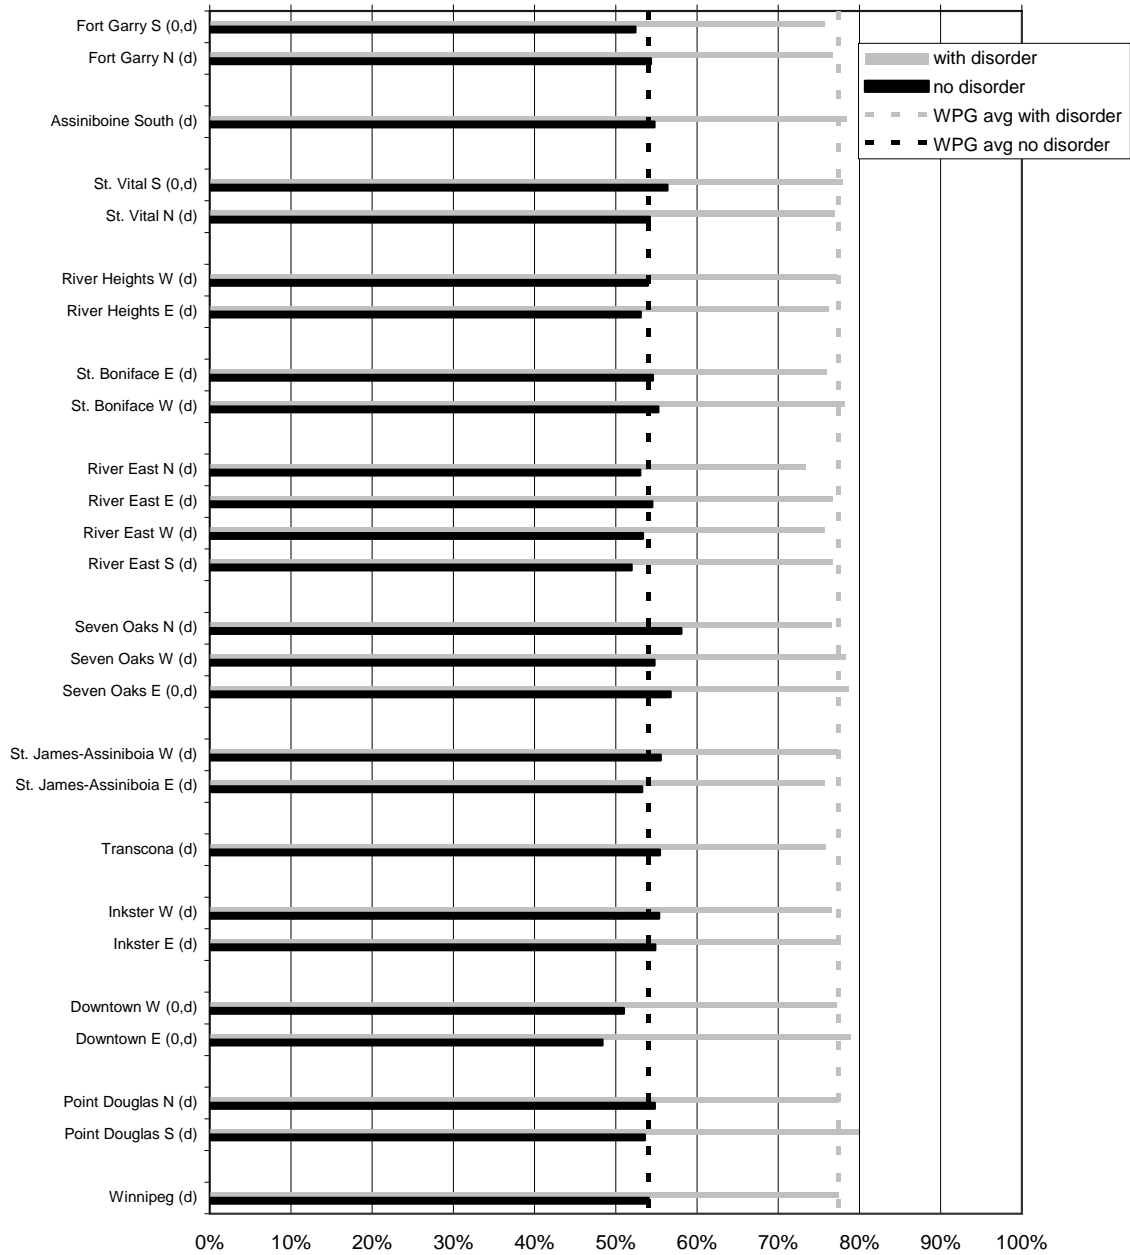 Fort Garry S (0,d)
Fort Garry N (d)
Assiniboine South (d)
St. Vital S (0,d)
St. Vital N (d)
River Heights W (d)
River Heights E (d)
St. Boniface E (d)
St. Boniface W (d)
River East N (d)
River East E (d)
River East W (d)
River East S (d)
Seven Oaks N (d)
Seven Oaks W (d)
Seven Oaks E (0,d)
St. James-Assiniboia W (d)
St. James-Assiniboia E (d)
Transcona (d)
Inkster W (d)
Inkster E (d)
Downtown W (0,d)
Downtown E (0,d)
Point Douglas N (d)
Point Douglas S (d)
Winnipeg (d)
with disorder
no disorder
WPG avg with disorder
WPG avg no disorder
0% 10% 20% 30% 40% 50% 60% 70% 80% 90% 100%